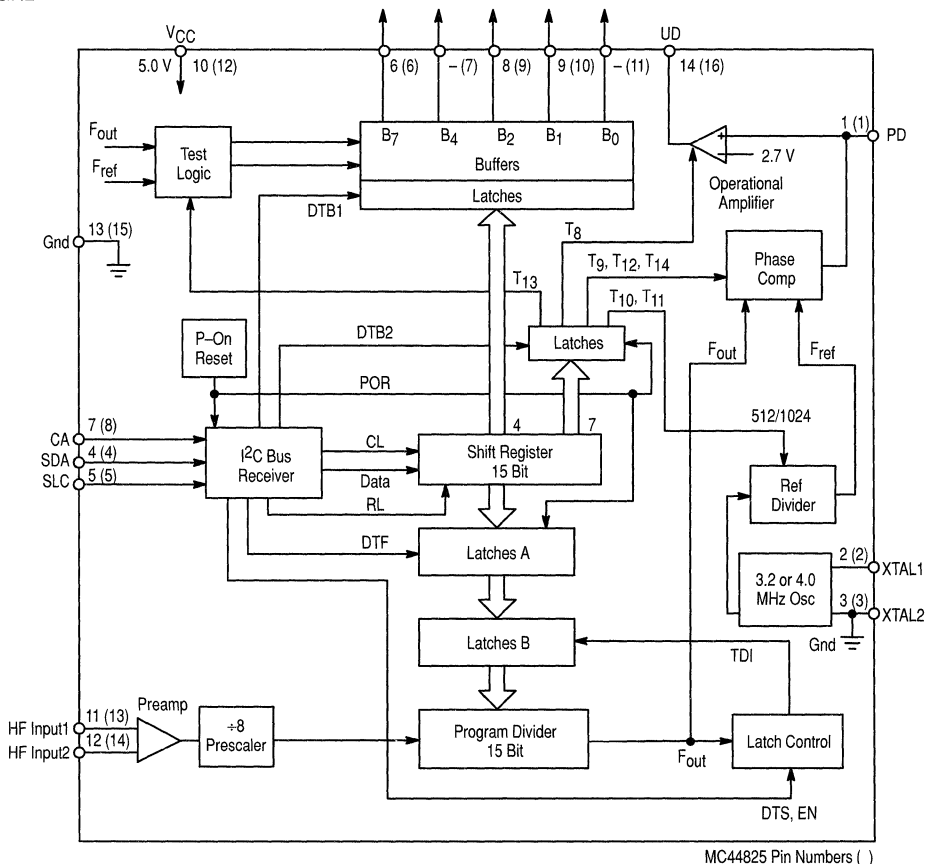 VCC
5.0 V
10 (12)
6 (6)
– (7)
8 (9)
9 (10)
– (11)
UD
14 (16)
Fout
Fref
Test
Logic
B7
B4
B2
B1
B0
Buffers
Latches
DTB1
1 (1)
PD
2.7 V
Operational
Amplifier
Gnd
13 (15)
T8
T9, T12, T14
T13
T10, T11
Phase
Comp
P–On
Reset
DTB2
Latches
Fout
Fref
POR
512/1024
CA
7 (8)
SDA
4 (4)
SLC
5 (5)
I2C Bus
Receiver
CL
Data
RL
4
7
Shift Register
15 Bit
Ref
Divider
DTF
Latches A
3.2 or 4.0
MHz Osc
2 (2)
XTAL1
3 (3)
XTAL2
Gnd
Latches B
TDI
HF Input1
11 (13)
HF Input2
12 (14)
Preamp
÷8
Prescaler
Program Divider
15 Bit
Fout
Latch Control
DTS, EN
MC44825 Pin Numbers ( )